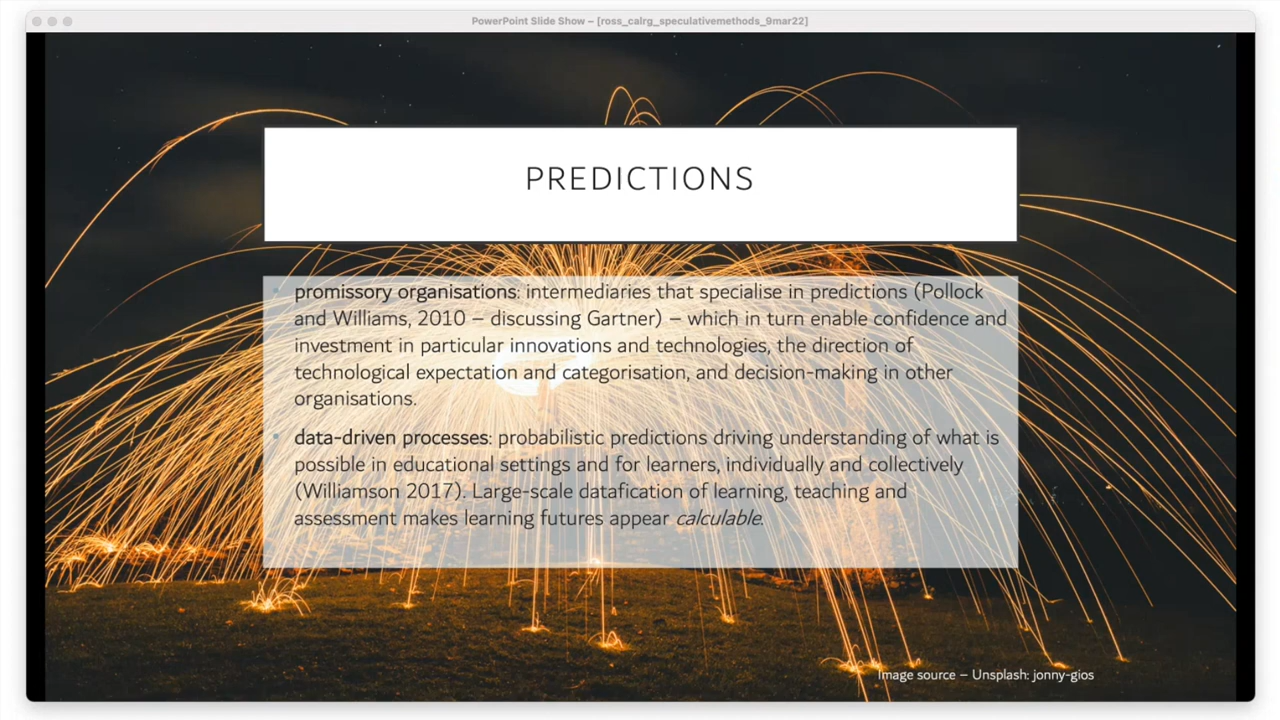 PowerPoint Slide Show – [ross_calrg_speculativemethods_9mar22]
PREDICTIONS
• promissory organisations: intermediaries that specialise in predictions (Pollock
and Williams, 2010 – discussing Gartner) – which in turn enable confidence and
investment in particular innovations and technologies, the direction of
technological expectation and categorisation, and decision-making in other
organisations.
• data-driven processes: probabilistic predictions driving understanding of what is
possible in educational settings and for learners, individually and collectively
(Williamson 2017). Large-scale datafication of learning, teaching and
assessment makes learning futures appear calculable.
Image source – Unsplash: jonny-gios